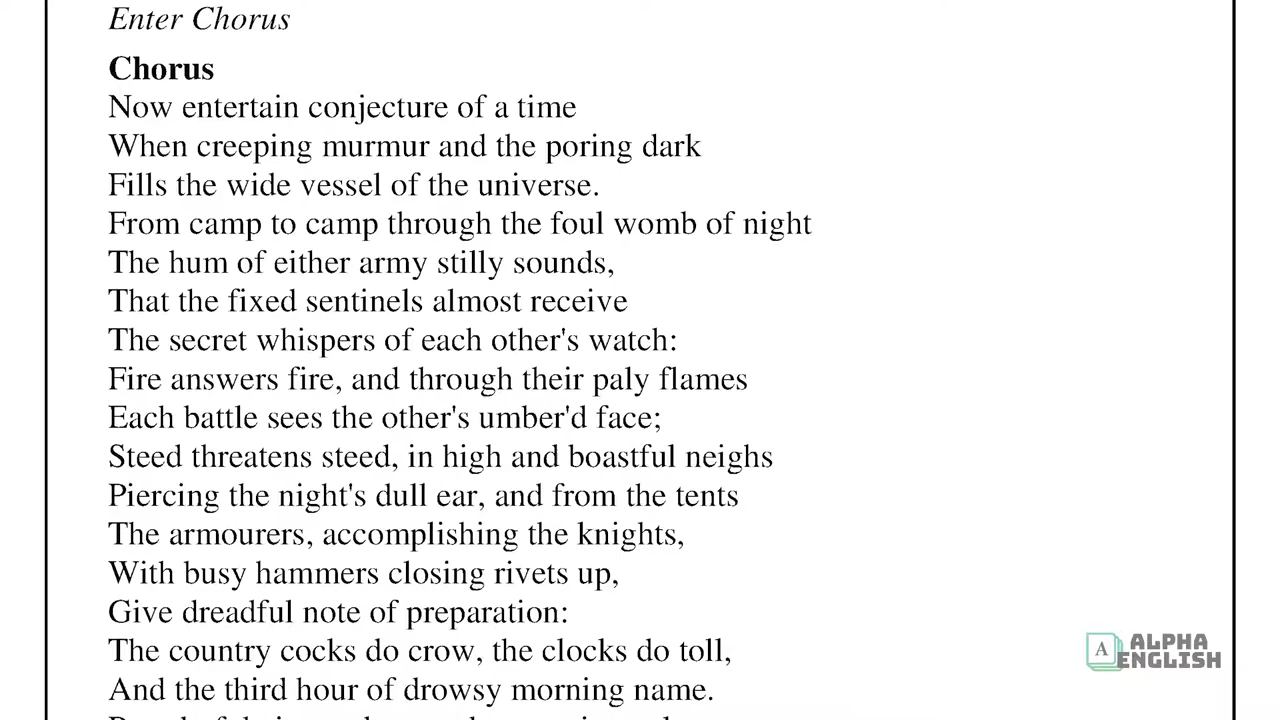 Enter Chorus
Chorus
Now entertain conjecture of a time
When creeping murmur and the poring dark
Fills the wide vessel of the universe.
From camp to camp through the foul womb of night
The hum of either army stilly sounds,
That the fixed sentinels almost receive
The secret whispers of each other's watch:
Fire answers fire, and through their paly flames
Each battle sees the other's umber'd face;
Steed threatens steed, in high and boastful neighs
Piercing the night's dull ear, and from the tents
The armourers, accomplishing the knights,
With busy hammers closing rivets up,
Give dreadful note of preparation:
The country cocks do crow, the clocks do toll,
And the third hour of drowsy morning name.
A ALPHA
ENGLISH